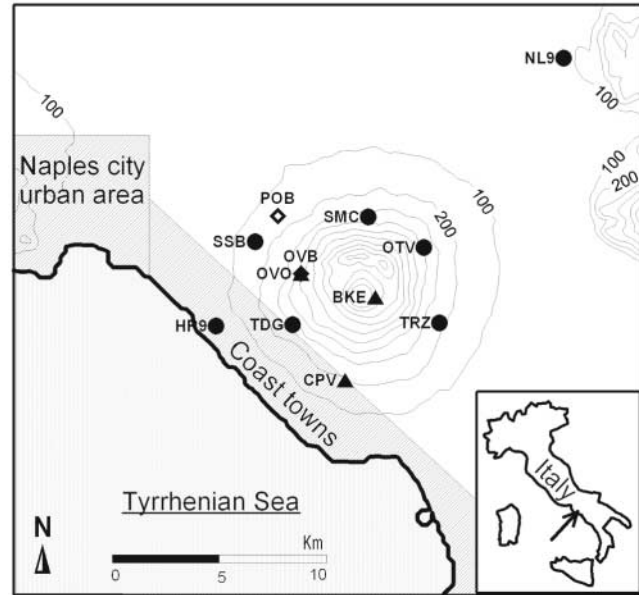 NL9
100
100
100
200
Naples city
urban area
POB
100
SMC
200
SSB
OTV
OVB
OVO
BKE
HR9
TDG
TRZ
CPV
Coast towns
Tyrrhenian Sea
Italy
N
Km
0
5
10